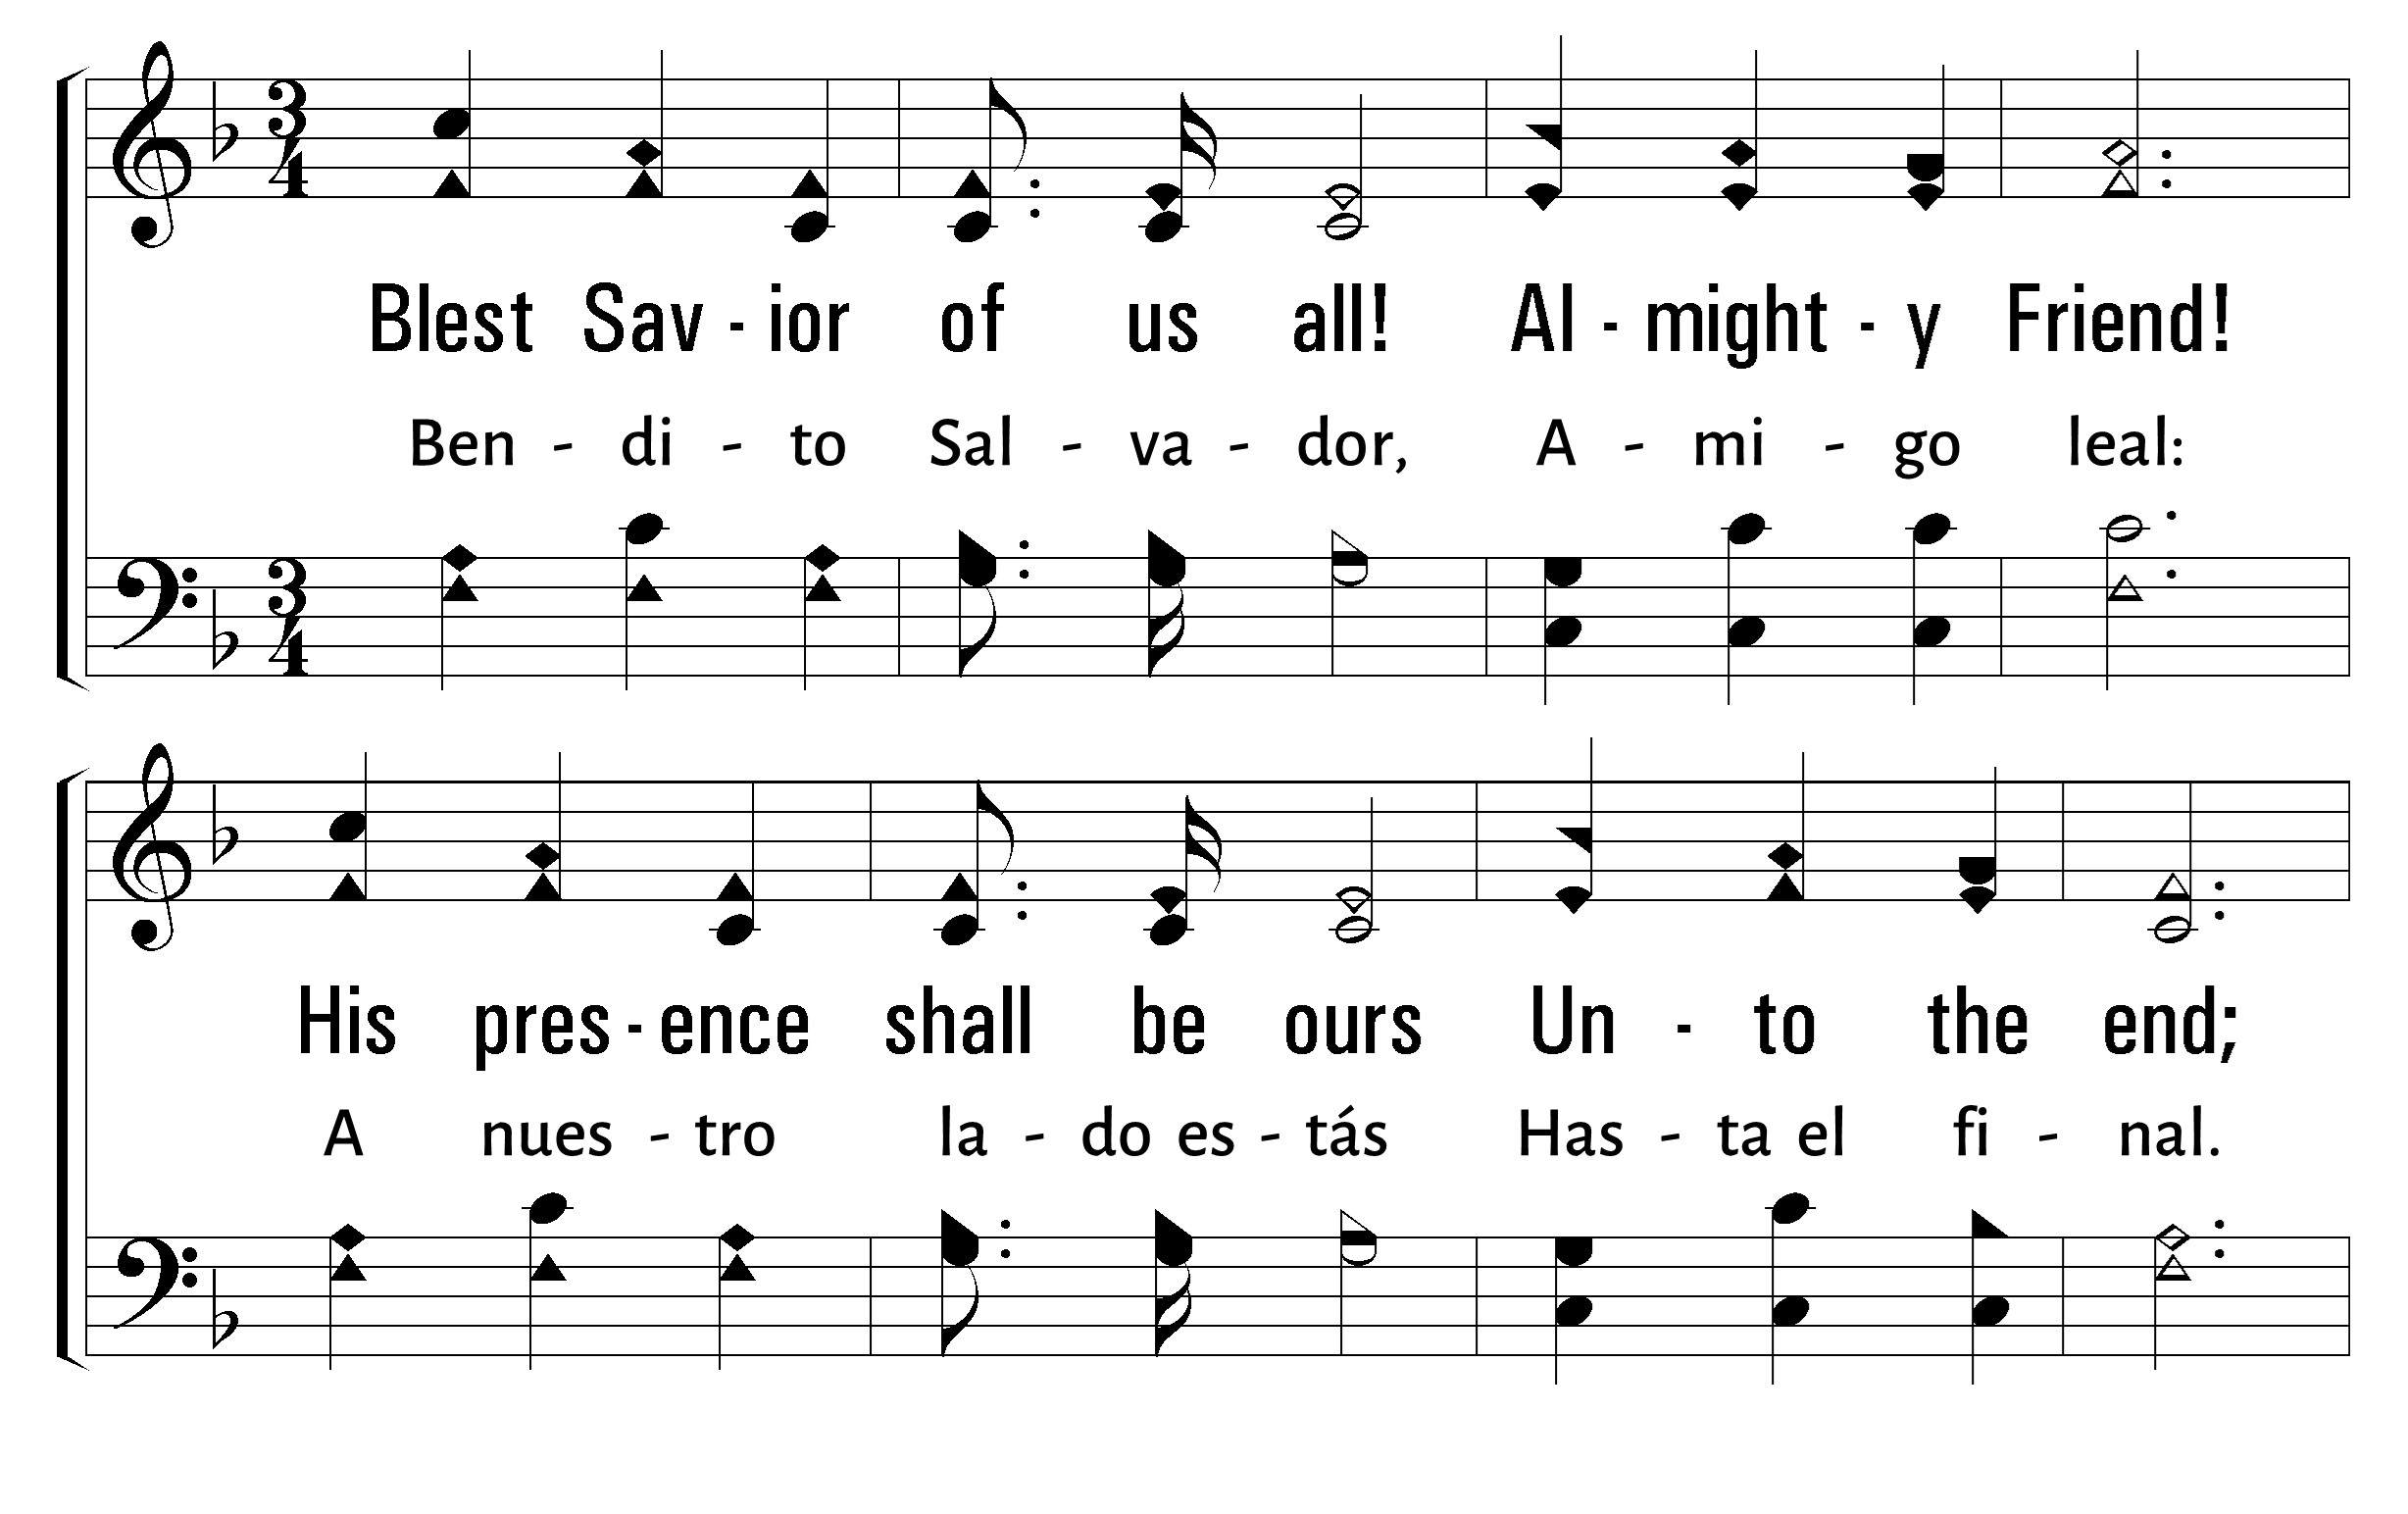 Blest Sav - ior of us all! Al - might - y Friend!
Ben - di - to Sal - va - dor, A - mi - go leal:
His pres - ence shall be ours Un - to the end;
A nues - tro la - do es - tás Has - ta el fi - nal.